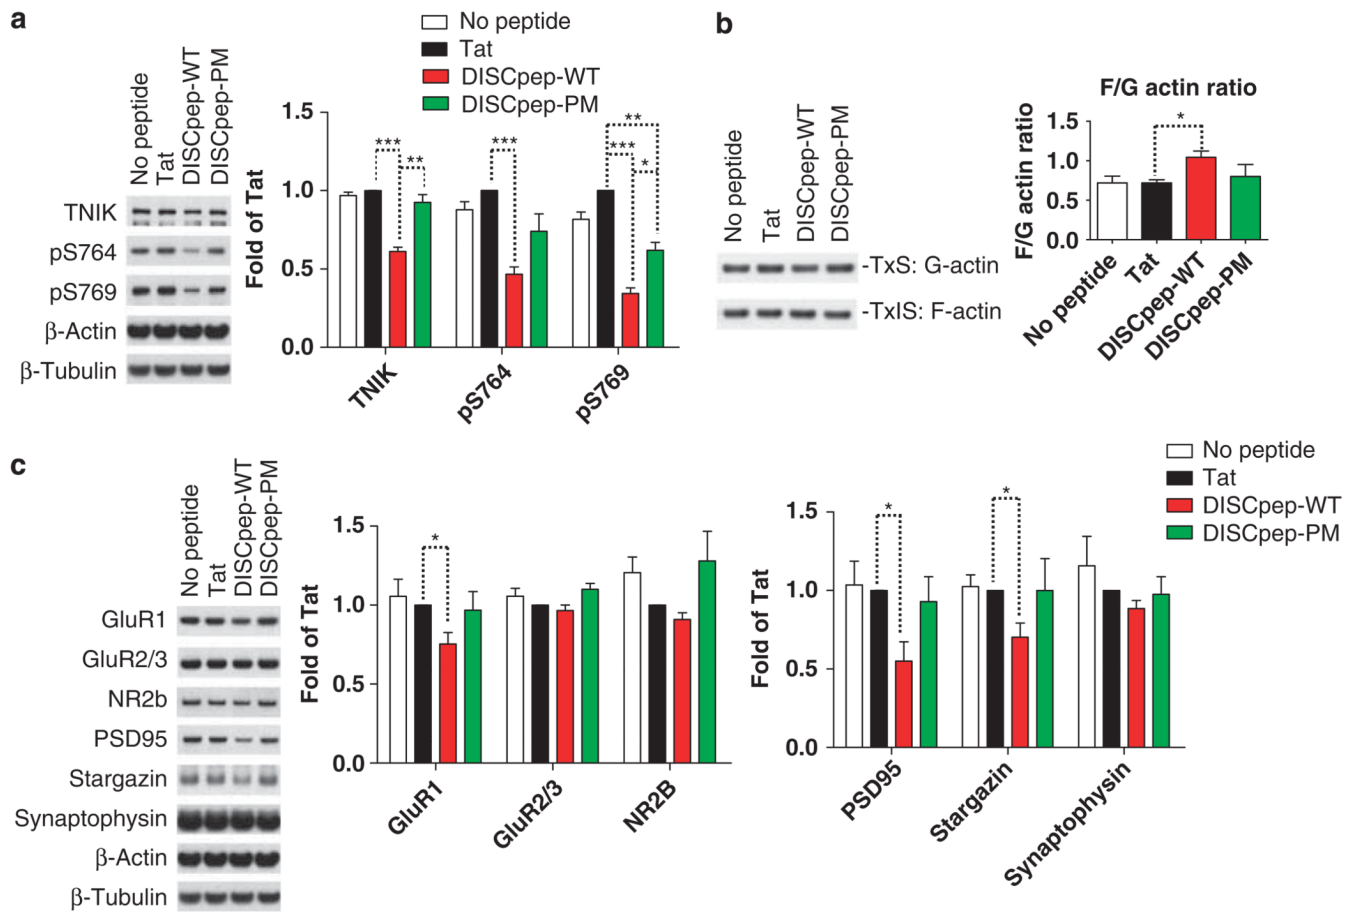 a
No peptide
Tat
DISCpep-WT
DISCpep-PM
No peptide
Tat
DISCpep-WT
DISCpep-PM
TNIK
pS764
pS769
β-Actin
β-Tubulin
Fold of Tat
1.5
1.0
0.5
0.0
***
**
***
**
***
*
TNIK
pS764
pS769
b
No peptide
Tat
DISCpep-WT
DISCpep-PM
-TxS: G-actin
-TxIS: F-actin
F/G actin ratio
F/G actin ratio
1.5
1.0
0.5
0.0
*
No peptide
Tat
DISCpep-WT
DISCpep-PM
c
No peptide
Tat
DISCpep-WT
DISCpep-PM
GluR1
GluR2/3
NR2b
PSD95
Stargazin
Synaptophysin
β-Actin
β-Tubulin
Fold of Tat
1.5
1.0
0.5
0.0
*
GluR1
GluR2/3
NR2B
Fold of Tat
1.5
1.0
0.5
0.0
*
*
PSD95
Stargazin
Synaptophysin
No peptide
Tat
DISCpep-WT
DISCpep-PM